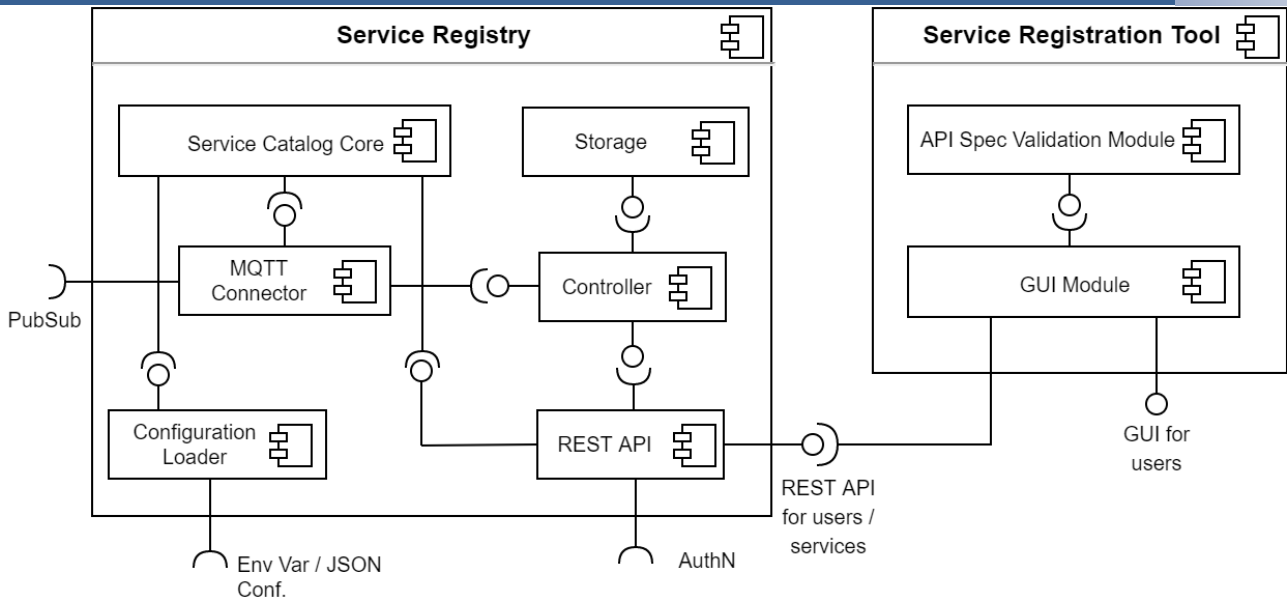 Service Registry
Service Registration Tool
Service Catalog Core
Storage
API Spec Validation Module
MQTT
Connector
Controller
GUI Module
PubSub
Configuration
Loader
REST API
GUI for
users
REST API
for users /
services
Env Var / JSON
Conf.
AuthN